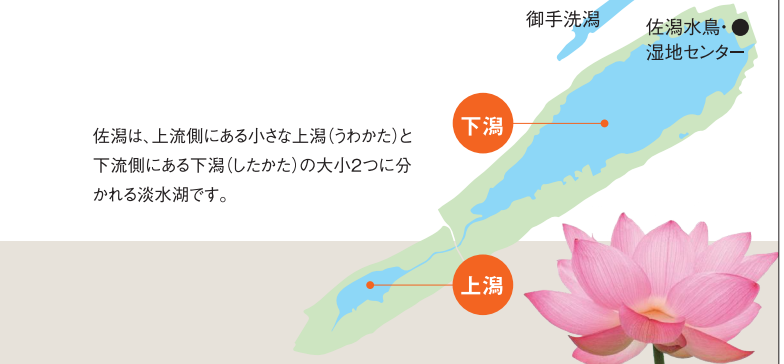 御手洗潟
佐潟水鳥・
湿地センター
下潟
佐潟は、上流側にある小さな上潟（うわかた）と
下流側にある下潟（したかた）の大小2つに分
かれる淡水湖です。
上潟